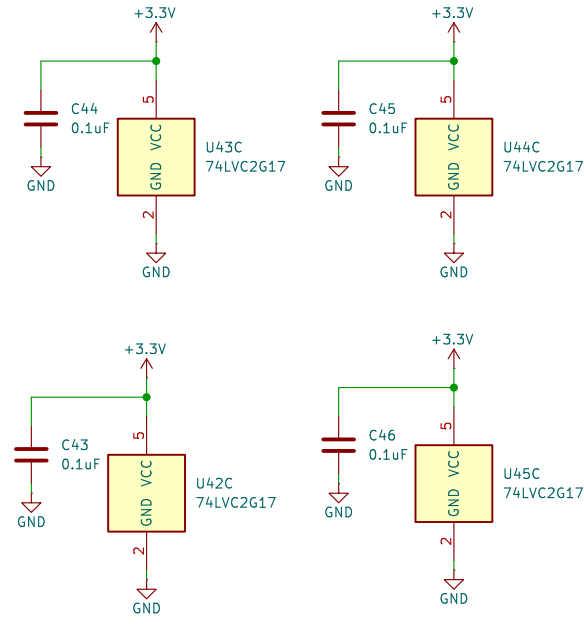 +3.3V
5
C44
0.1uF
VCC
GND
U43C
74LVC2G17
GND
2
GND
+3.3V
5
C45
0.1uF
VCC
GND
U44C
74LVC2G17
GND
2
GND
+3.3V
5
C43
0.1uF
VCC
GND
U42C
74LVC2G17
GND
2
GND
+3.3V
5
C46
0.1uF
VCC
GND
U45C
74LVC2G17
GND
2
GND